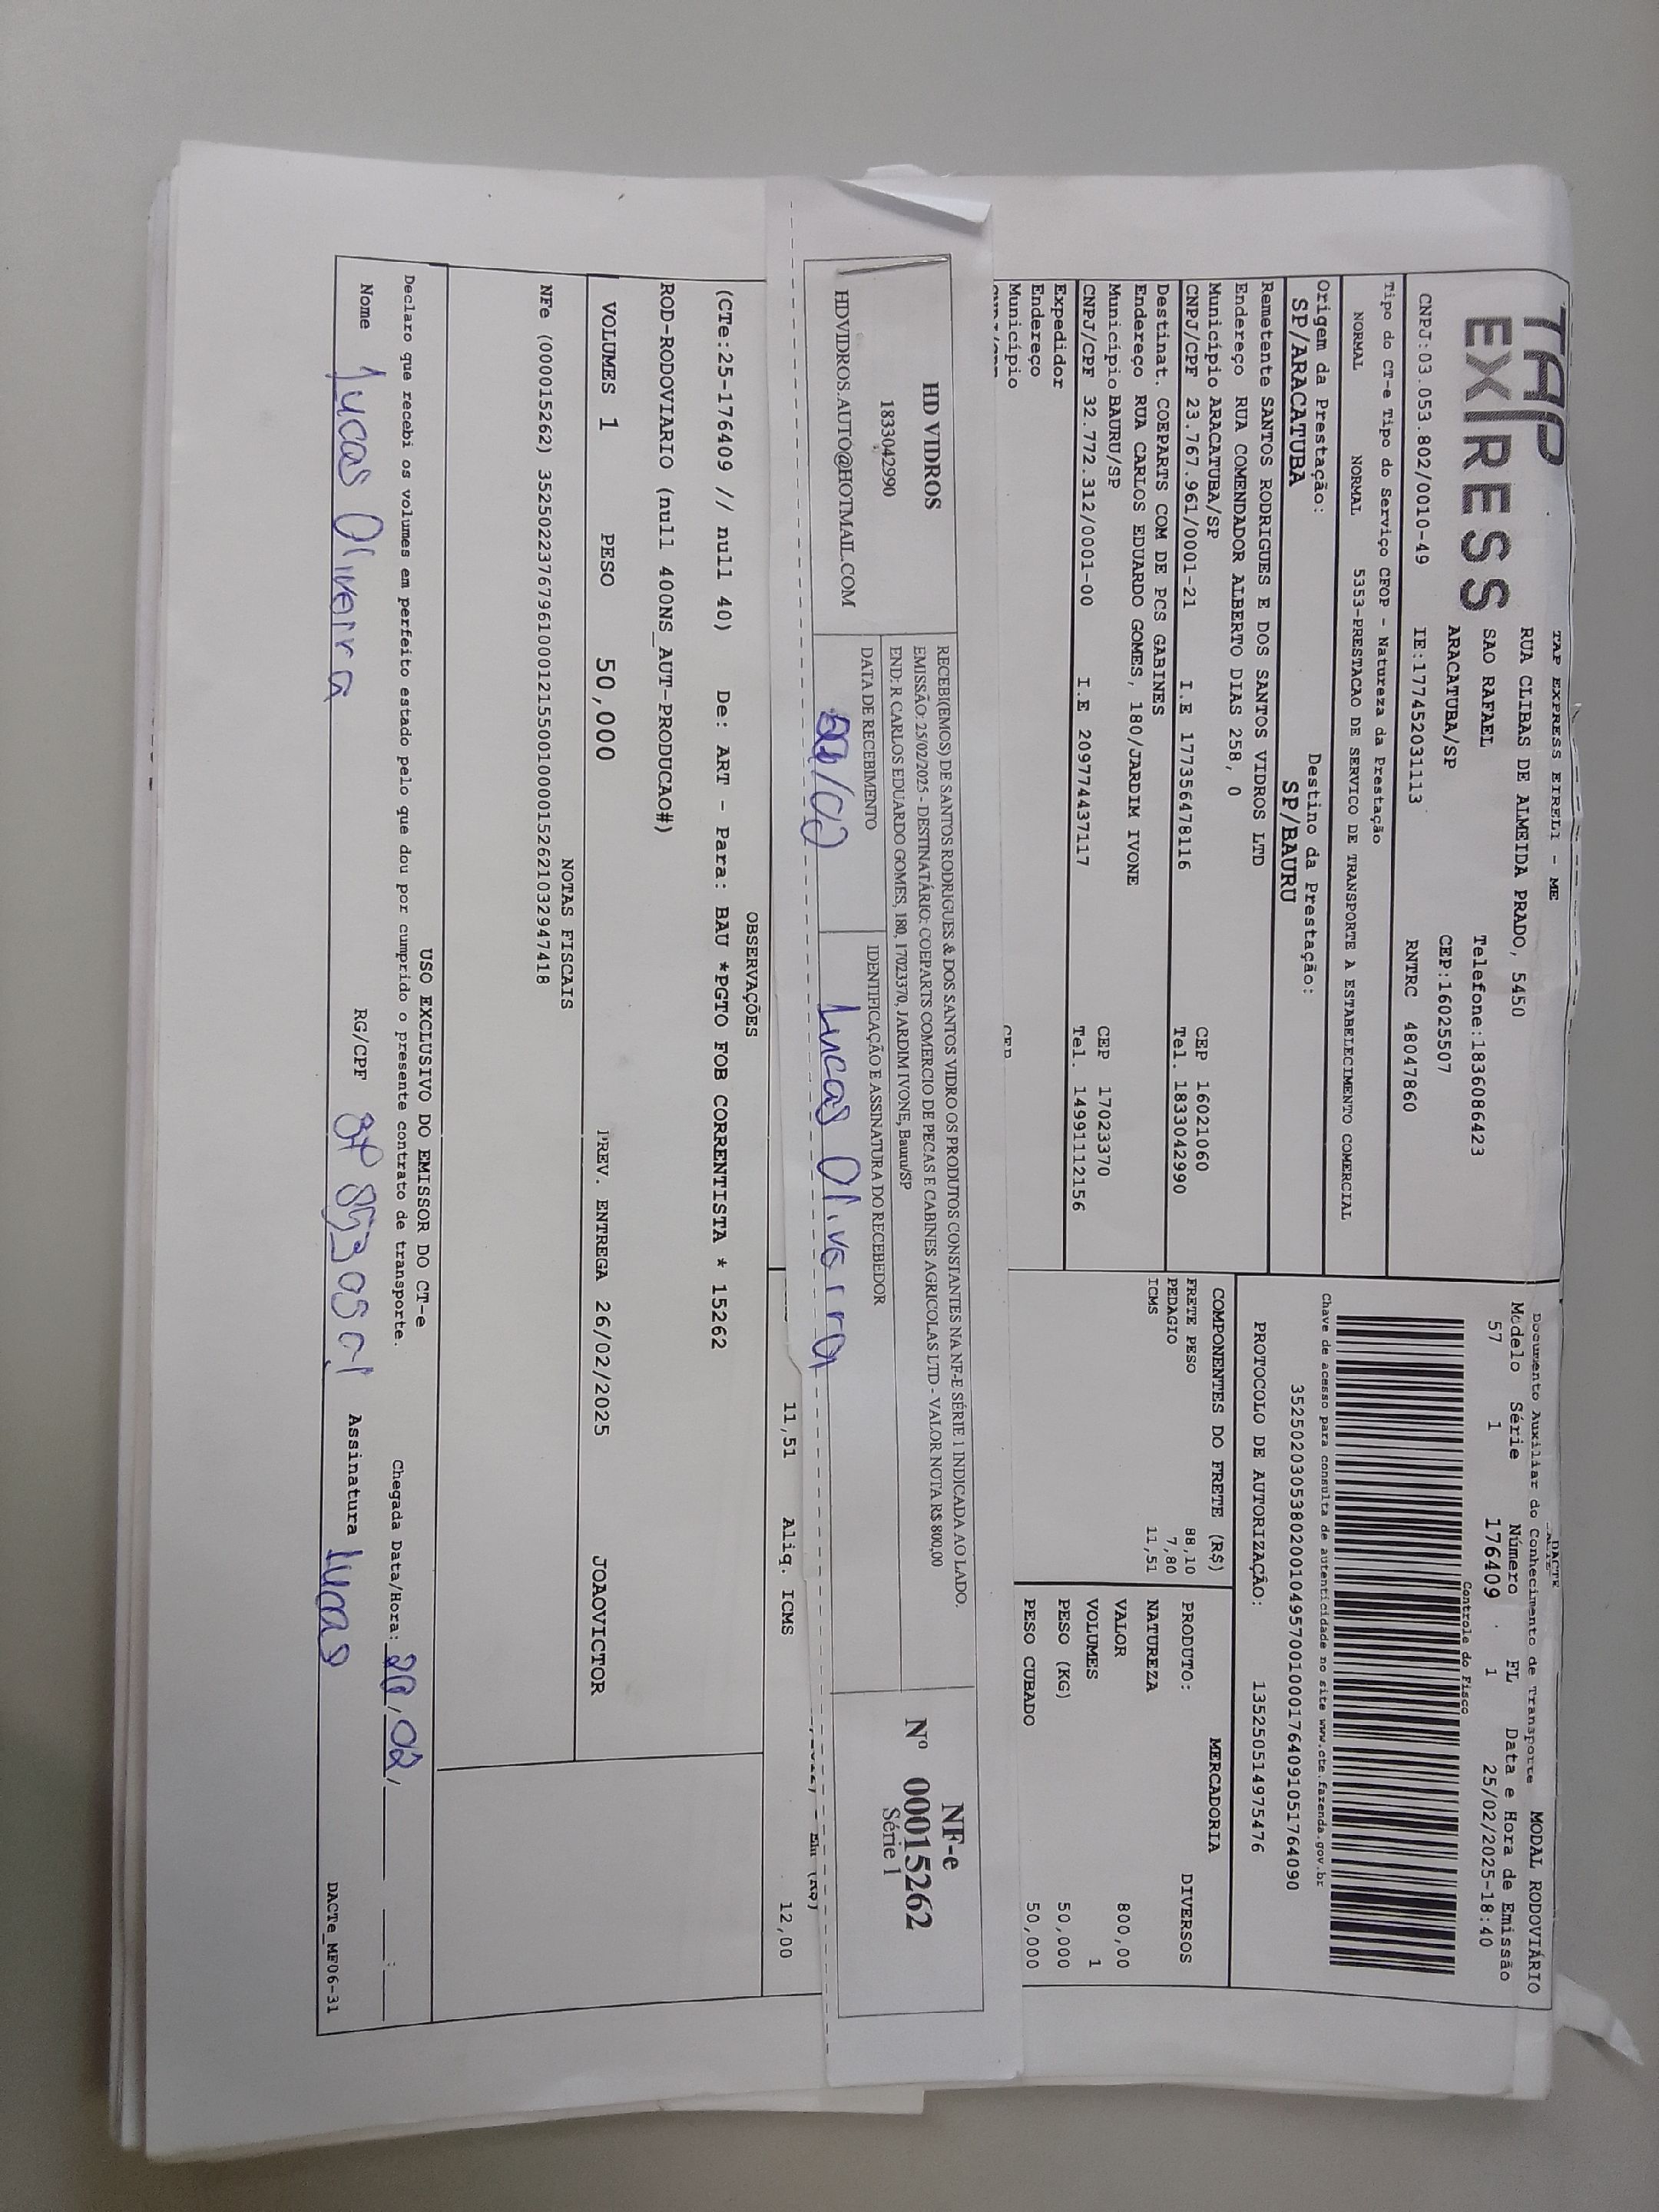 TAP EXPRESS EIRELI - ME
TAP
EXPRESS
RUA CLIBAS DE ALMEIDA PRADO, 5450
SAO RAFAEL
Telefone:1836086423
ARACATUBA/SP
CEP:16025507
CNPJ:03.053.802/0010-49
IE:177452031113
RNTRC 48047860
DACTE
MODAL RODOVIÁRIO
Documento Auxiliar do Conhecimento de Transporte
Modelo Série Número FL Data e Hora de Emissão
57 1 176409 1 25/02/2025-18:40
Controle do Fisco
Tipo do CT-e Tipo do Serviço CFOP - Natureza da Prestação
NORMAL NORMAL 5353-PRESTACAO DE SERVICO DE TRANSPORTE A ESTABELECIMENTO COMERCIAL
Chave de acesso para consulta de autenticidade no site www.cte.fazenda.gov.br
35250203053802001049570010001764091051764090
Origem da Prestação:
SP/ARACATUBA
Destino da Prestação:
SP/BAURU
PROTOCOLO DE AUTORIZAÇÃO: 135250514975476
Remetente SANTOS RODRIGUES E DOS SANTOS VIDROS LTD
Endereço RUA COMENDADOR ALBERTO DIAS 258, 0
Município ARACATUBA/SP CEP 16021060
CNPJ/CPF 23.767.961/0001-21 I.E 177356478116 Tel. 1833042990
Destinat. COEPARTS COM DE PCS GABINES
Endereço RUA CARLOS EDUARDO GOMES, 180/JARDIM IVONE
Município BAURU/SP CEP 17023370
CNPJ/CPF 32.772.312/0001-00 I.E 209774437117 Tel. 14991112156
Expedidor
Endereço
Município
COMPONENTES DO FRETE (R$)
FRETE PESO 88,10
PEDAGIO 7,80
ICMS 11,51
MERCADORIA
PRODUTO: DIVERSOS
NATUREZA
VALOR 800,00
VOLUMES 1
PESO (KG) 50,000
PESO CUBADO 50,000
HD VIDROS
1833042990
HDVIDROS.AUTO@HOTMAIL.COM
RECEBI(EMOS) DE SANTOS RODRIGUES & DOS SANTOS VIDRO OS PRODUTOS CONSTANTES NA NF-E SÉRIE 1 INDICADA AO LADO.
EMISSÃO: 25/02/2025 - DESTINATÁRIO: COEPARTS COMERCIO DE PECAS E CABINES AGRICOLAS LTD - VALOR NOTA R$ 800,00
END: R CARLOS EDUARDO GOMES, 180, 17023370, JARDIM IVONE, Bauru/SP
DATA DE RECEBIMENTO
IDENTIFICAÇÃO E ASSINATURA DO RECEBEDOR
Lucas Oliverra
NF-e
Nº 00015262
Série 1
11,51 Aliq. ICMS 12,00
OBSERVAÇÕES
(CTe:25-176409 // null 40) De: ART - Para: BAU *PGTO FOB CORRENTISTA * 15262
ROD-RODOVIARIO (null 400NS_AUT-PRODUCAO#)
VOLUMES 1 PESO 50,000 PREV. ENTREGA 26/02/2025 JOAOVICTOR
NOTAS FISCAIS
NFe (000015262) 35250223767961000121550010000152621032947418
USO EXCLUSIVO DO EMISSOR DO CT-e
Declaro que recebi os volumes em perfeito estado pelo que dou por cumprido o presente contrato de transporte.
Chegada Data/Hora:
Nome Lucas Oliverra RG/CPF Assinatura Lucas
DACTe_MF06-31